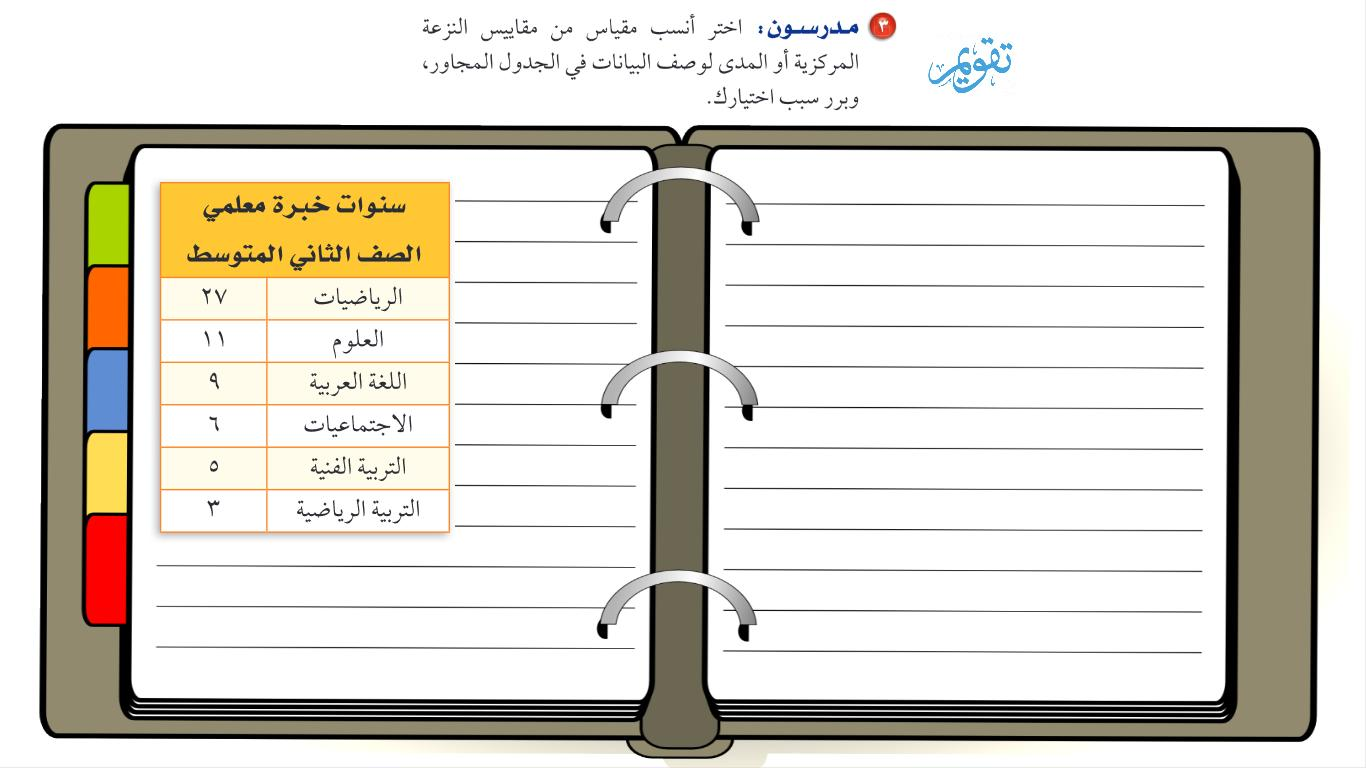 تقويم
٣ مدرسون: اختر أنسب مقياس من مقاييس النزعة
المركزية أو المدى لوصف البيانات في الجدول المجاور،
وبرر سبب اختيارك.
سنوات خبرة معلمي
الصف الثاني المتوسط
الرياضيات ٢٧
العلوم ١١
اللغة العربية ٩
الاجتماعيات ٦
التربية الفنية ٥
التربية الرياضية ٣